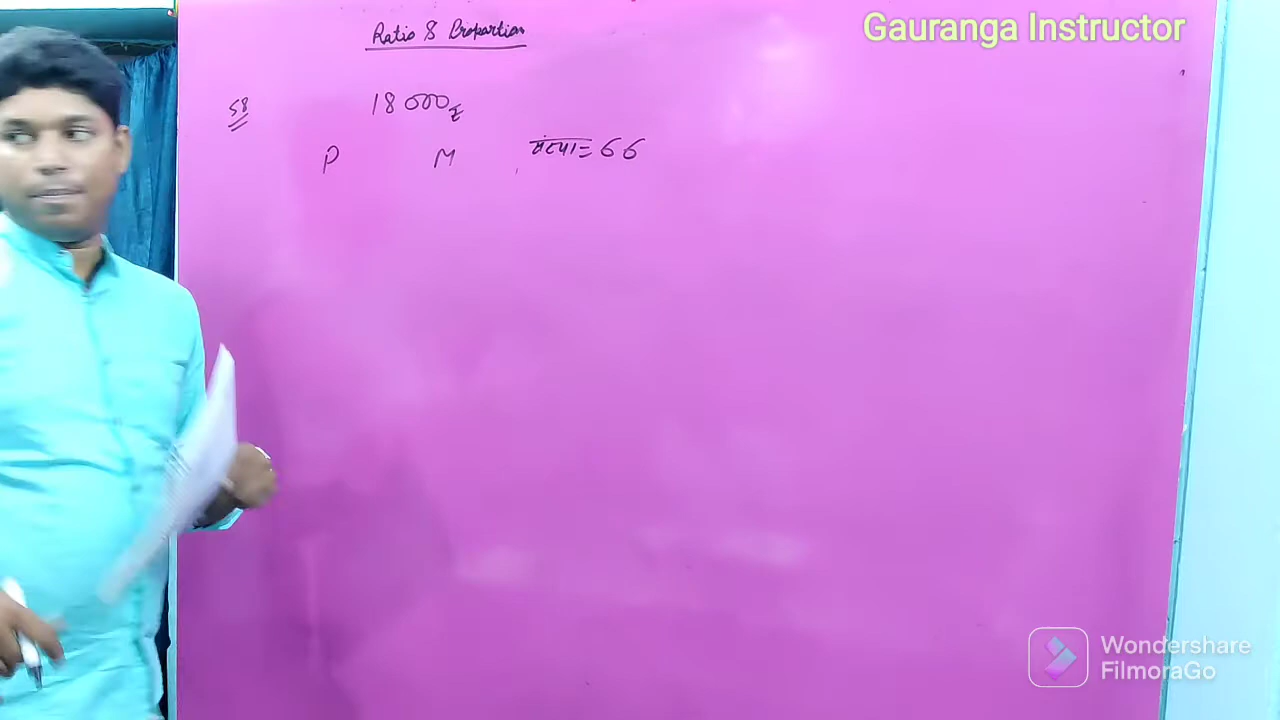 Gauranga Instructor
Ratio & Proportion
58 18000₹
P M संख्या = 66
Wondershare
FilmoraGo